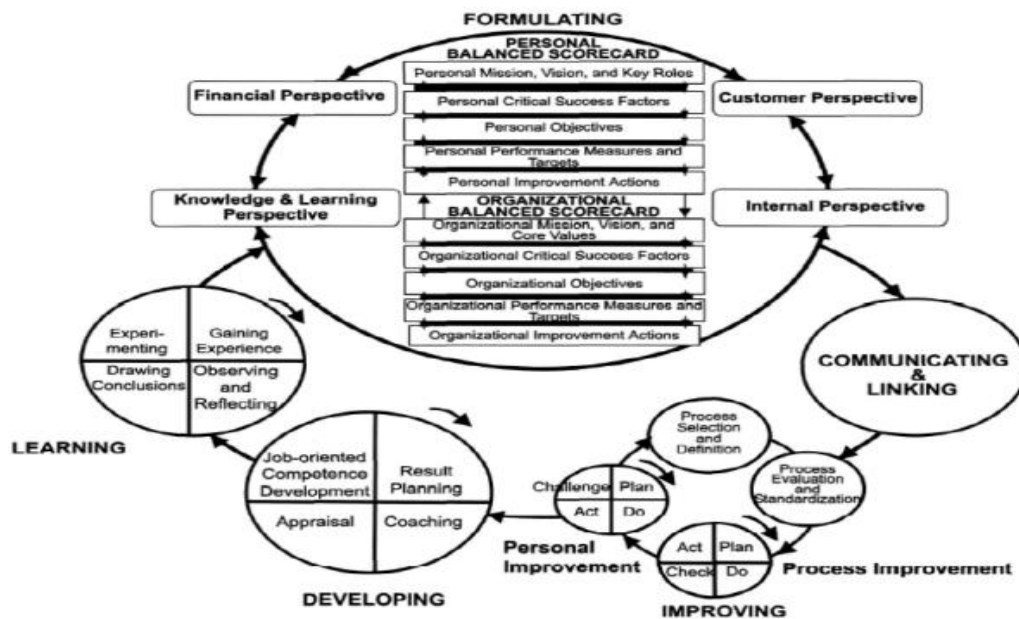 FORMULATING
PERSONAL
BALANCED SCORECARD
Personal Mission, Vision, and Key Roles
Financial Perspective
Customer Perspective
Personal Critical Success Factors
Personal Objectives
Personal Performance Measures and
Targets
Personal Improvement Actions
Knowledge & Learning
Perspective
Internal Perspective
ORGANIZATIONAL
BALANCED SCORECARD
Organizational Mission, Vision, and
Core Values
Organizational Critical Success Factors
Organizational Objectives
Organizational Performance Measures and
Targets
Organizational Improvement Actions
Experi-
menting
Gaining
Experience
Drawing
Conclusions
Observing
and
Reflecting
LEARNING
COMMUNICATING
&
LINKING
Job-oriented
Competence
Development
Result
Planning
Appraisal
Coaching
DEVELOPING
Process
Selection
and
Definition
Process
Evaluation
and
Standardization
Challenge
Plan
Act
Do
Personal
Improvement
Act
Plan
Check
Do
Process Improvement
IMPROVING